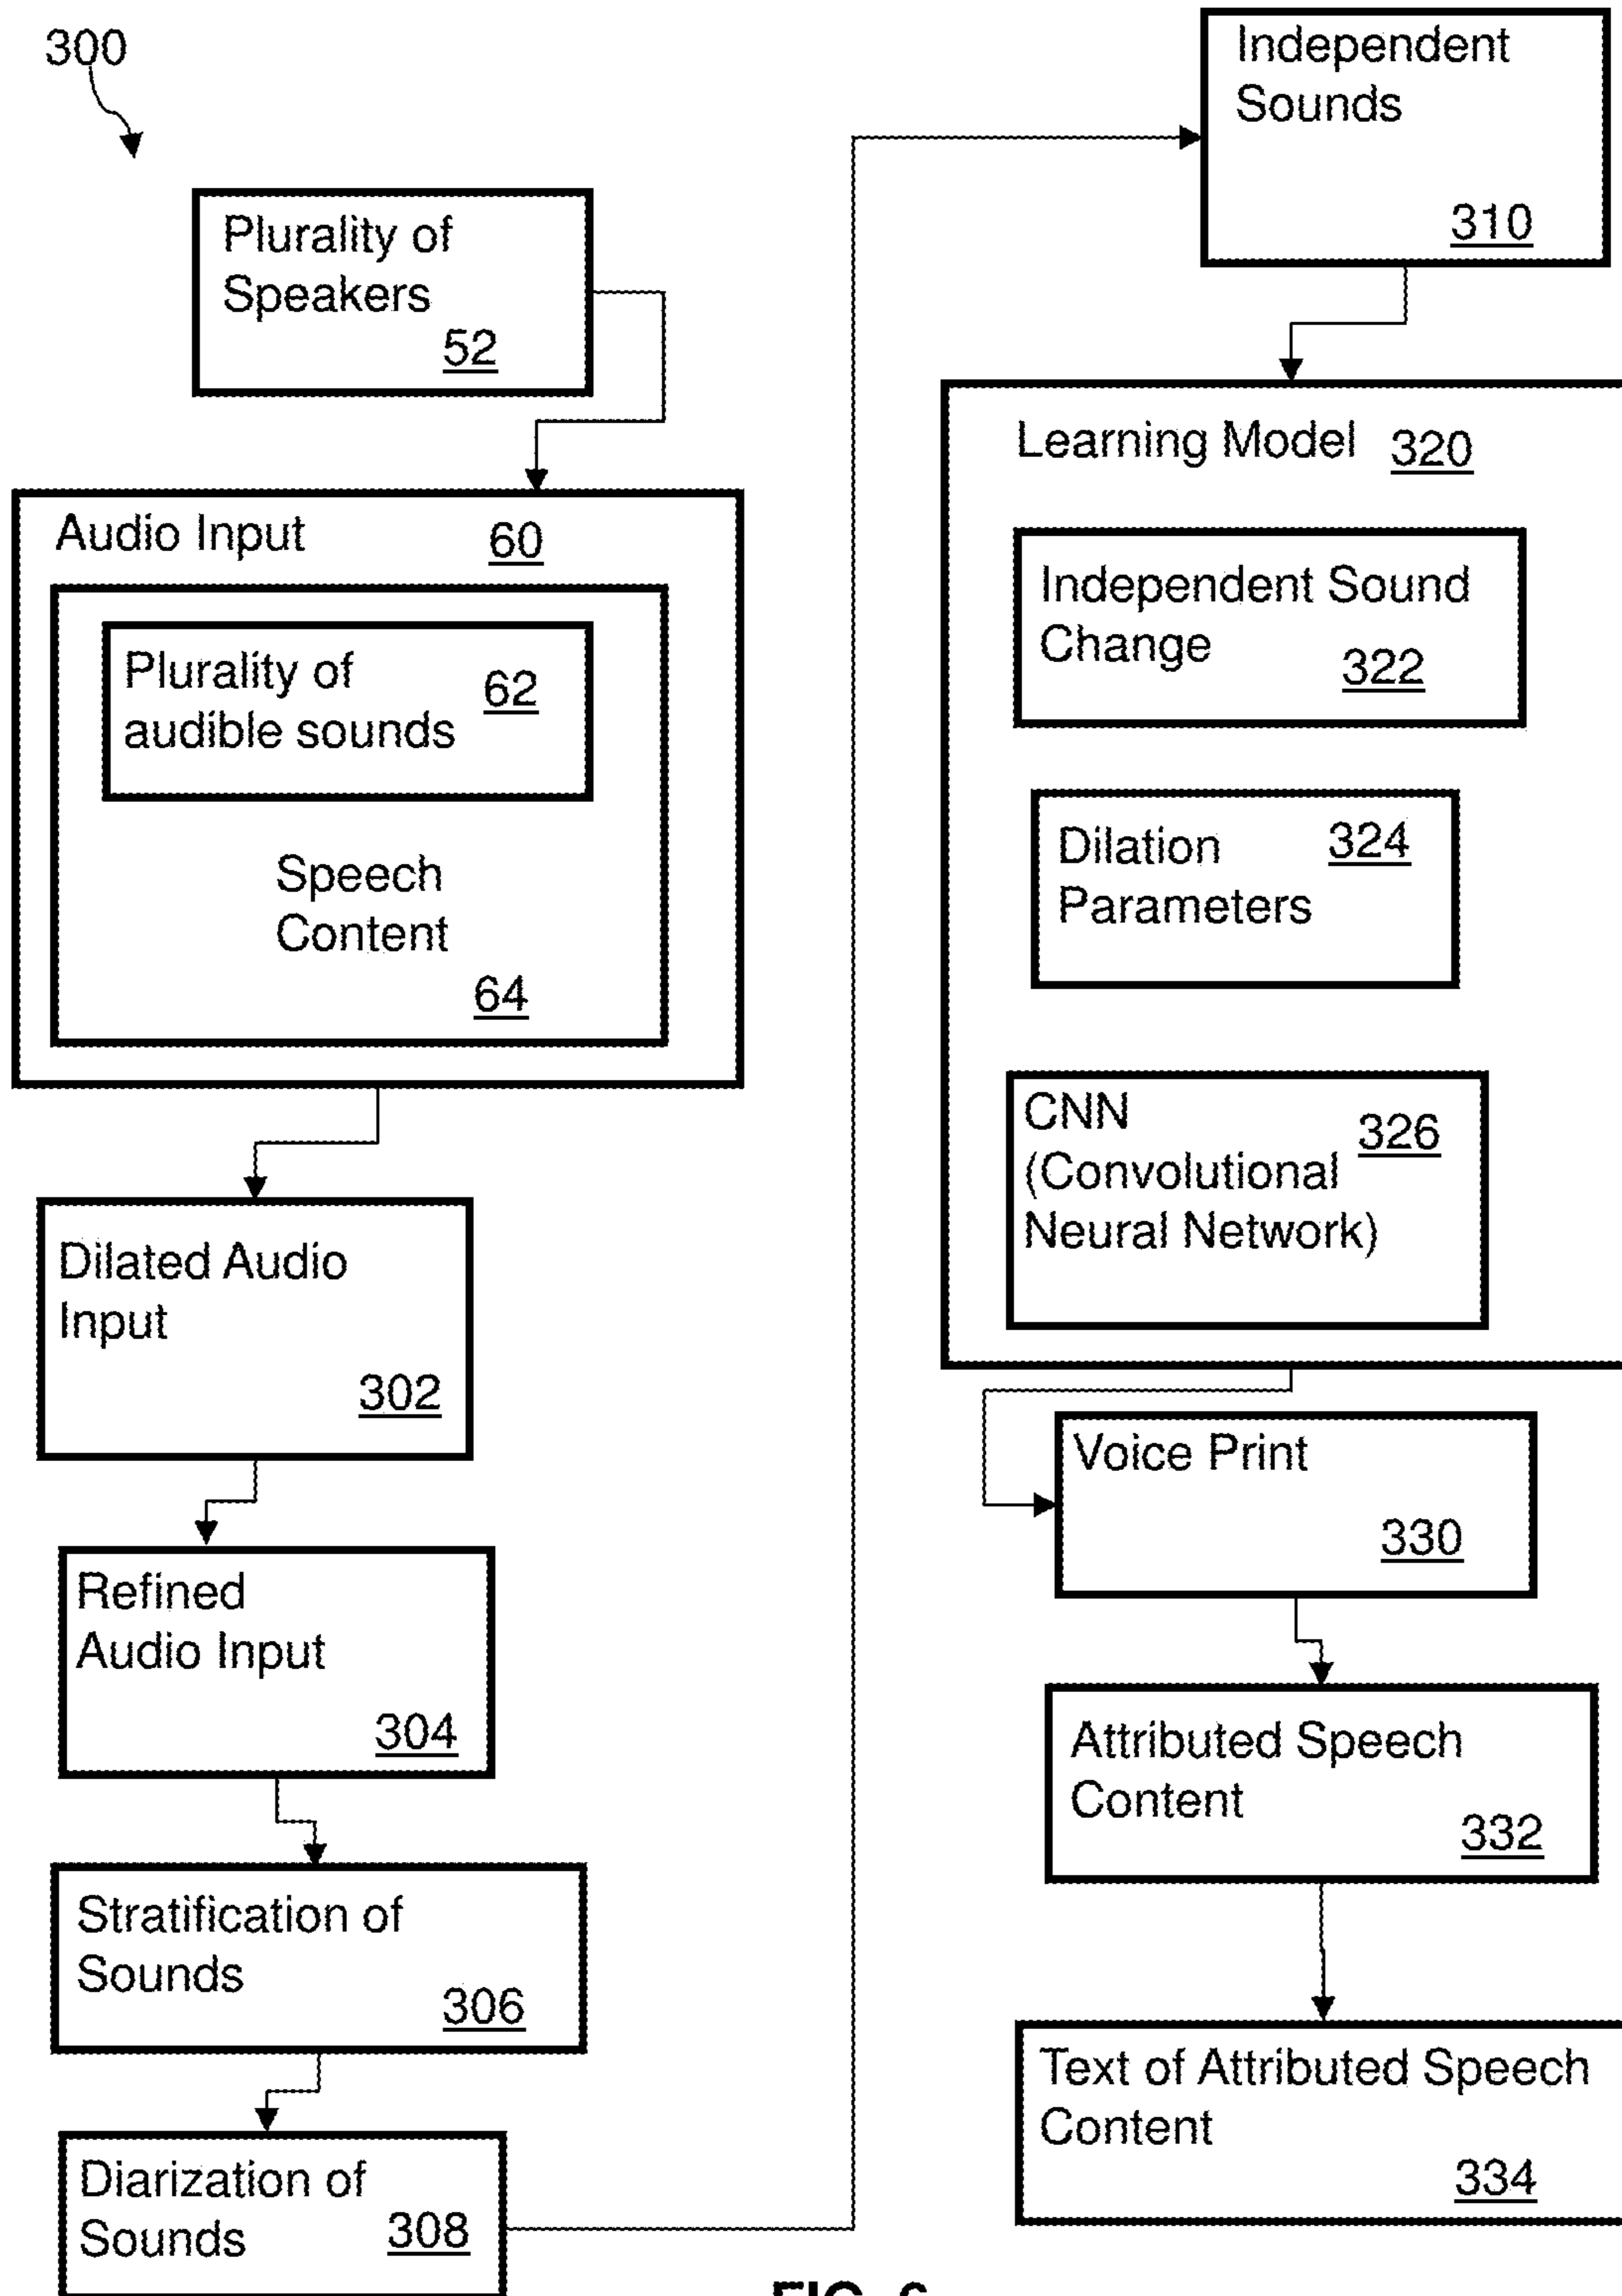 300
Plurality of
Speakers
52
Audio Input 60
Plurality of 62
audible sounds
Speech
Content
64
Dilated Audio
Input
302
Refined
Audio Input
304
Stratification of
Sounds
306
Diarization of
Sounds 308
Independent
Sounds
310
Learning Model 320
Independent Sound
Change 322
Dilation 324
Parameters
CNN 326
(Convolutional
Neural Network)
Voice Print
330
Attributed Speech
Content
332
Text of Attributed Speech
Content
334